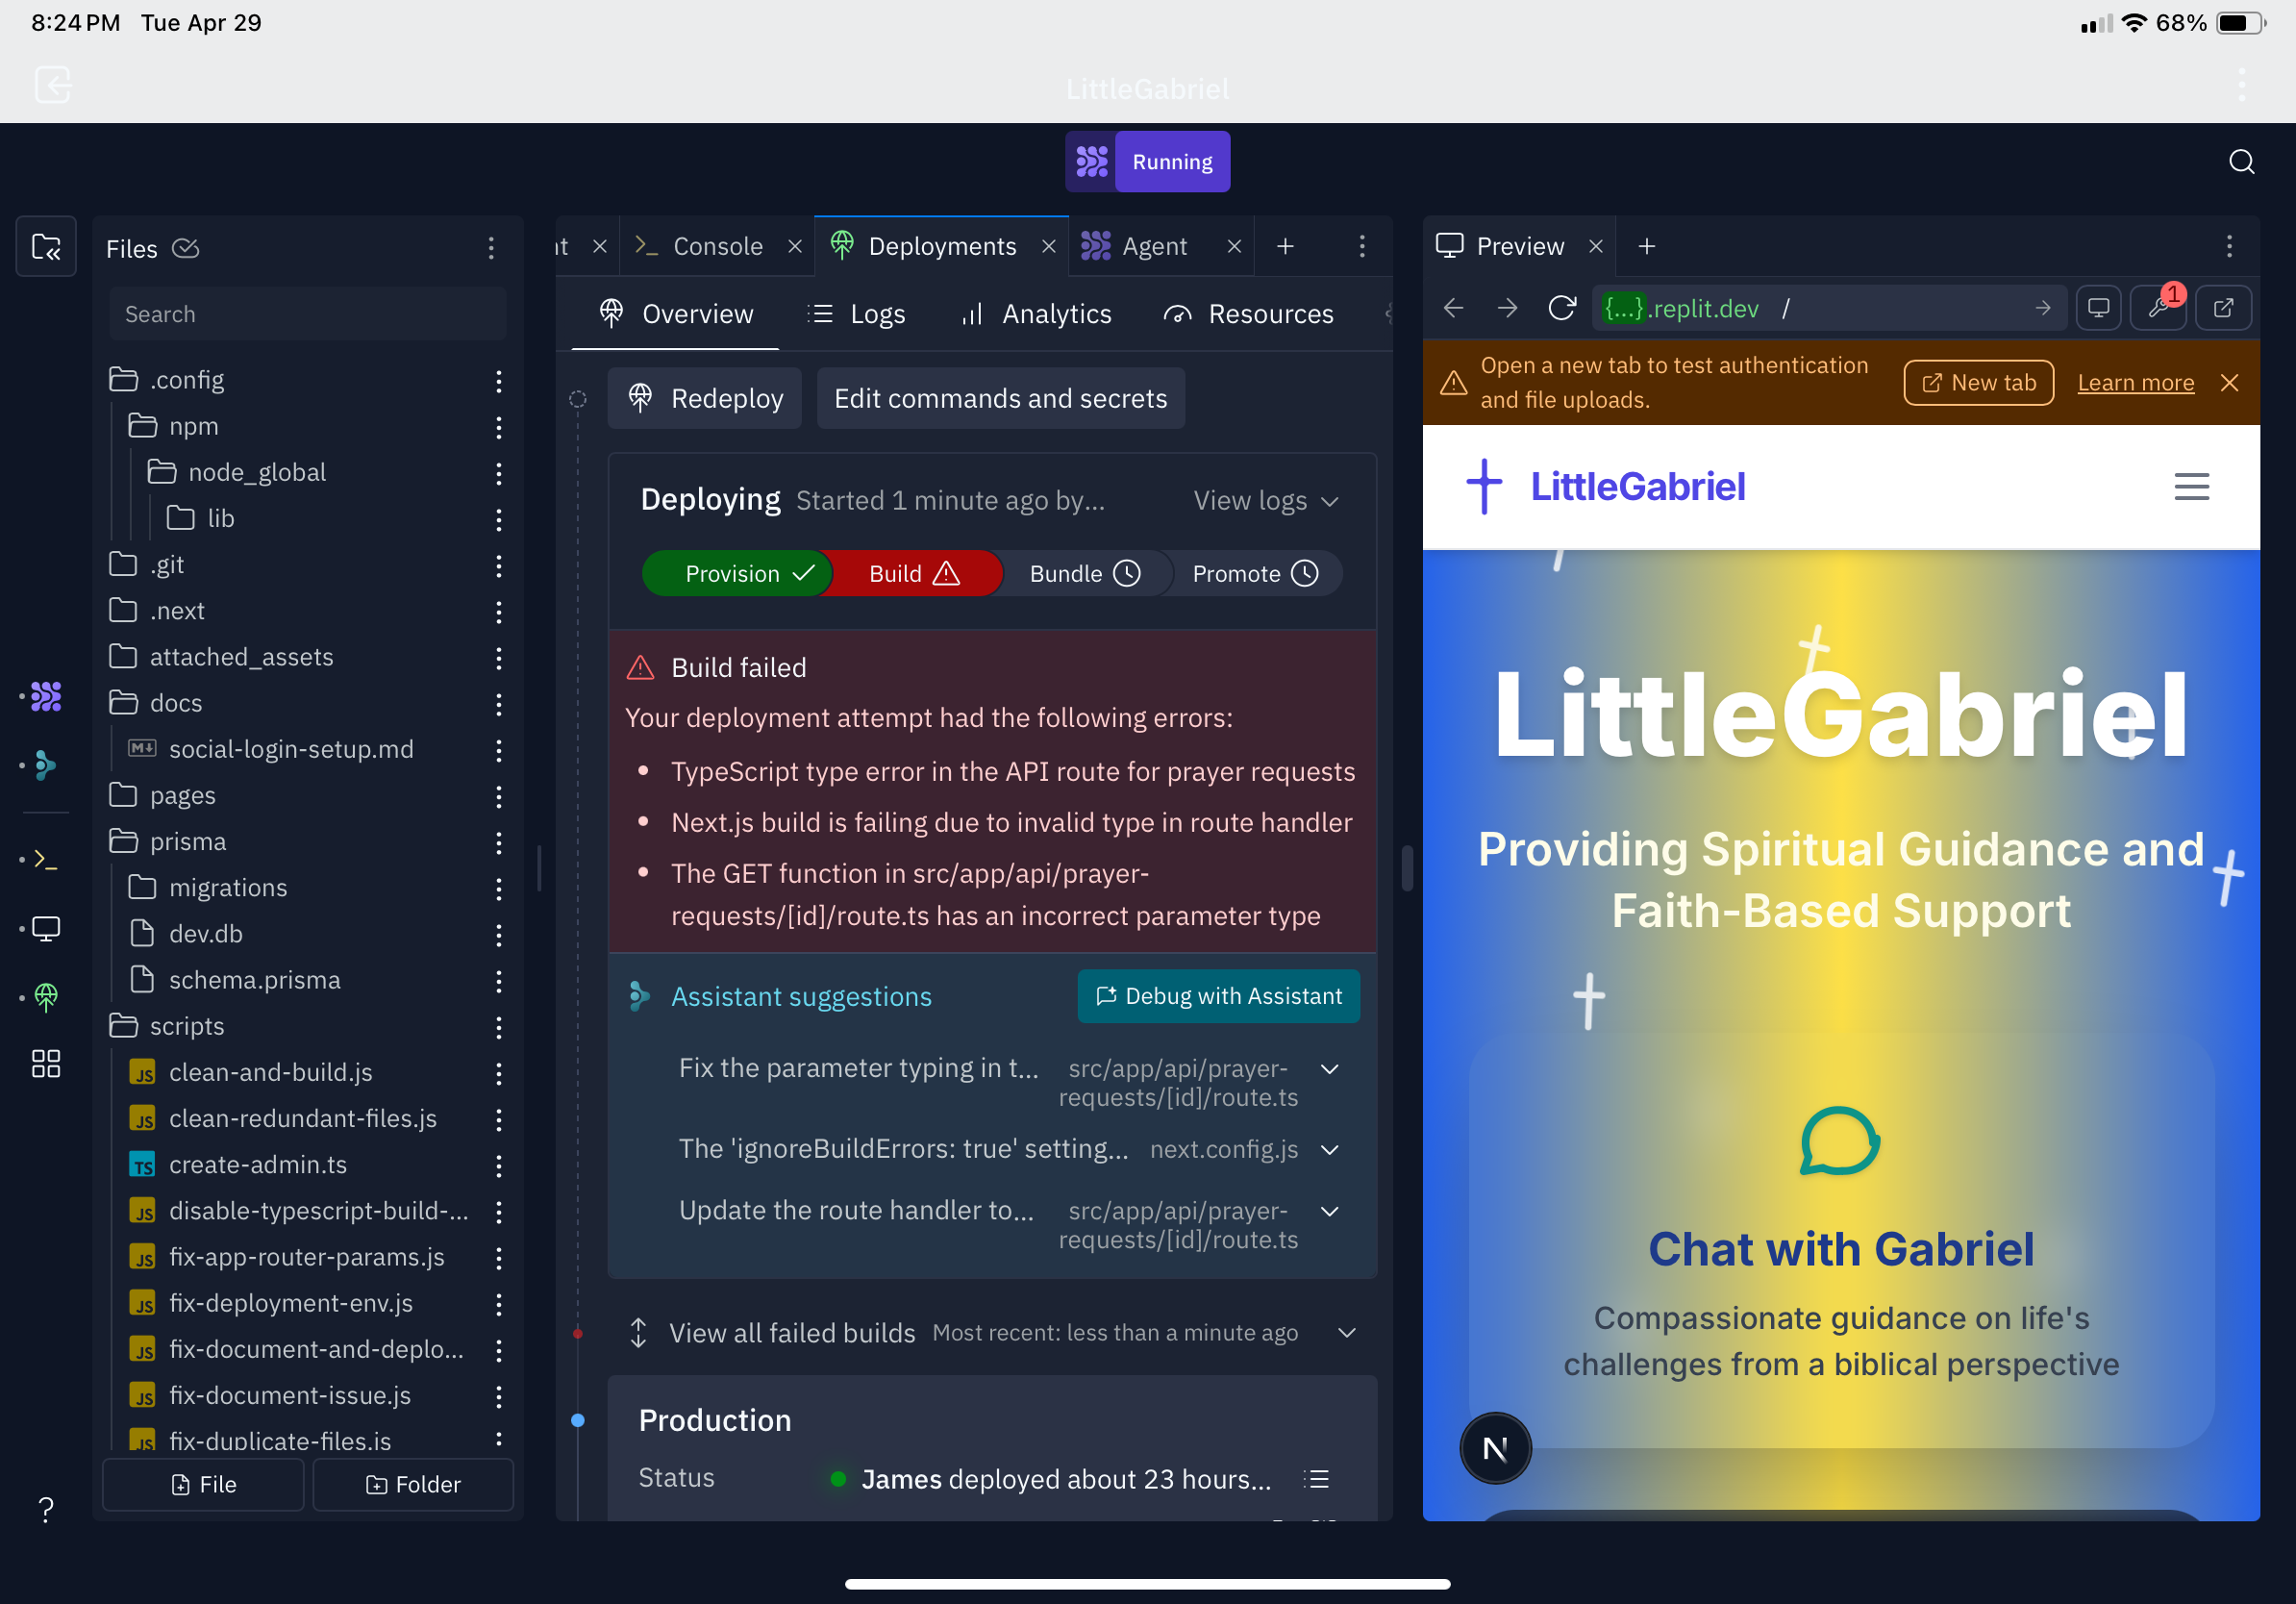 8:24 PM Tue Apr 29
68%
LittleGabriel
Running
Files
Search
.config
npm
node_global
lib
.git
.next
attached_assets
docs
social-login-setup.md
pages
prisma
migrations
dev.db
schema.prisma
scripts
JS clean-and-build.js
JS clean-redundant-files.js
TS create-admin.ts
JS disable-typescript-build-...
JS fix-app-router-params.js
JS fix-deployment-env.js
JS fix-document-and-deplo...
JS fix-document-issue.js
JS fix-duplicate-files.js
File
Folder
?
Console
Deployments
Agent
Overview
Logs
Analytics
Resources
Redeploy
Edit commands and secrets
Deploying Started 1 minute ago by...
View logs
Provision
Build
Bundle
Promote
Build failed
Your deployment attempt had the following errors:
• TypeScript type error in the API route for prayer requests
• Next.js build is failing due to invalid type in route handler
• The GET function in src/app/api/prayer-
requests/[id]/route.ts has an incorrect parameter type
Assistant suggestions
Debug with Assistant
Fix the parameter typing in t... src/app/api/prayer-
requests/[id]/route.ts
The 'ignoreBuildErrors: true' setting... next.config.js
Update the route handler to... src/app/api/prayer-
requests/[id]/route.ts
View all failed builds Most recent: less than a minute ago
Production
Status
James deployed about 23 hours...
Preview
{...}.replit.dev /
1
Open a new tab to test authentication
and file uploads.
New tab
Learn more
LittleGabriel
LittleGabriel
Providing Spiritual Guidance and
Faith-Based Support
Chat with Gabriel
Compassionate guidance on life's
challenges from a biblical perspective
N